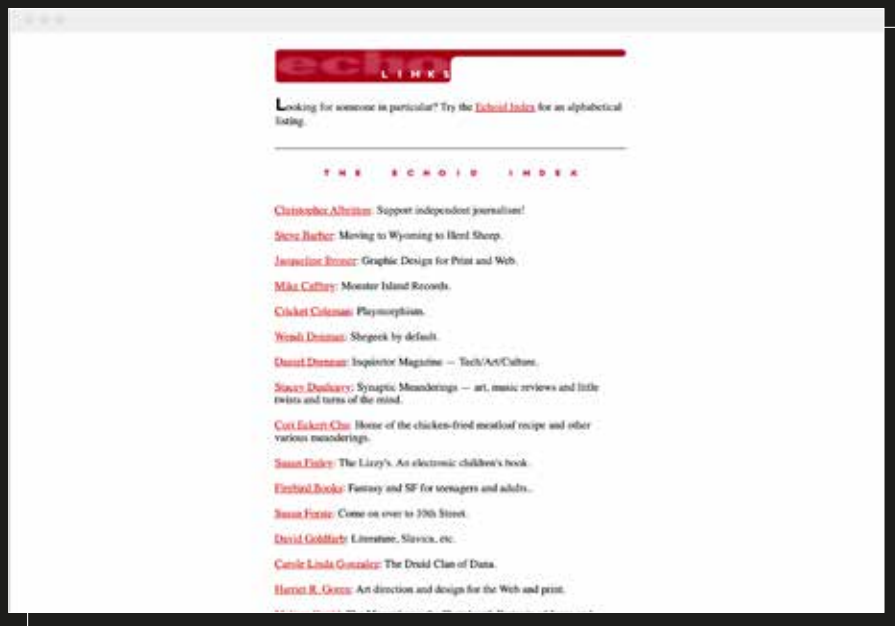 echo
LINKS
Looking for someone in particular? Try the Echoid Index for an alphabetical
listing.
THE ECHOID INDEX
Christopher Albritton: Support independent journalism!
Steve Barber: Moving to Wyoming to Herd Sheep.
Jacqueline : Graphic Design for Print and Web.
Mike Caffrey: Monster Island Records.
Cricket Coleman: Playmorphism.
Wendi : Shegeek by default.
Daniel Drennan: Inquisitor Magazine — Tech/Art/Culture.
Stacey : Synaptic Meanderings — art, music reviews and little
twists and turns of the mind.
Cori Eckert-Chu: Home of the chicken-fried meatloaf recipe and other
various meanderings.
Susan Finley: The Lizzy's. An electronic children's book.
Firebird Books: Fantasy and SF for teenagers and adults..
Susan : Come on over to 10th Street.
David Goldfarb: Literature, Slavica, etc.
Carole Linda Gonzalez: The Druid Clan of Dana.
Harriet R. Goren: Art direction and design for the Web and print.